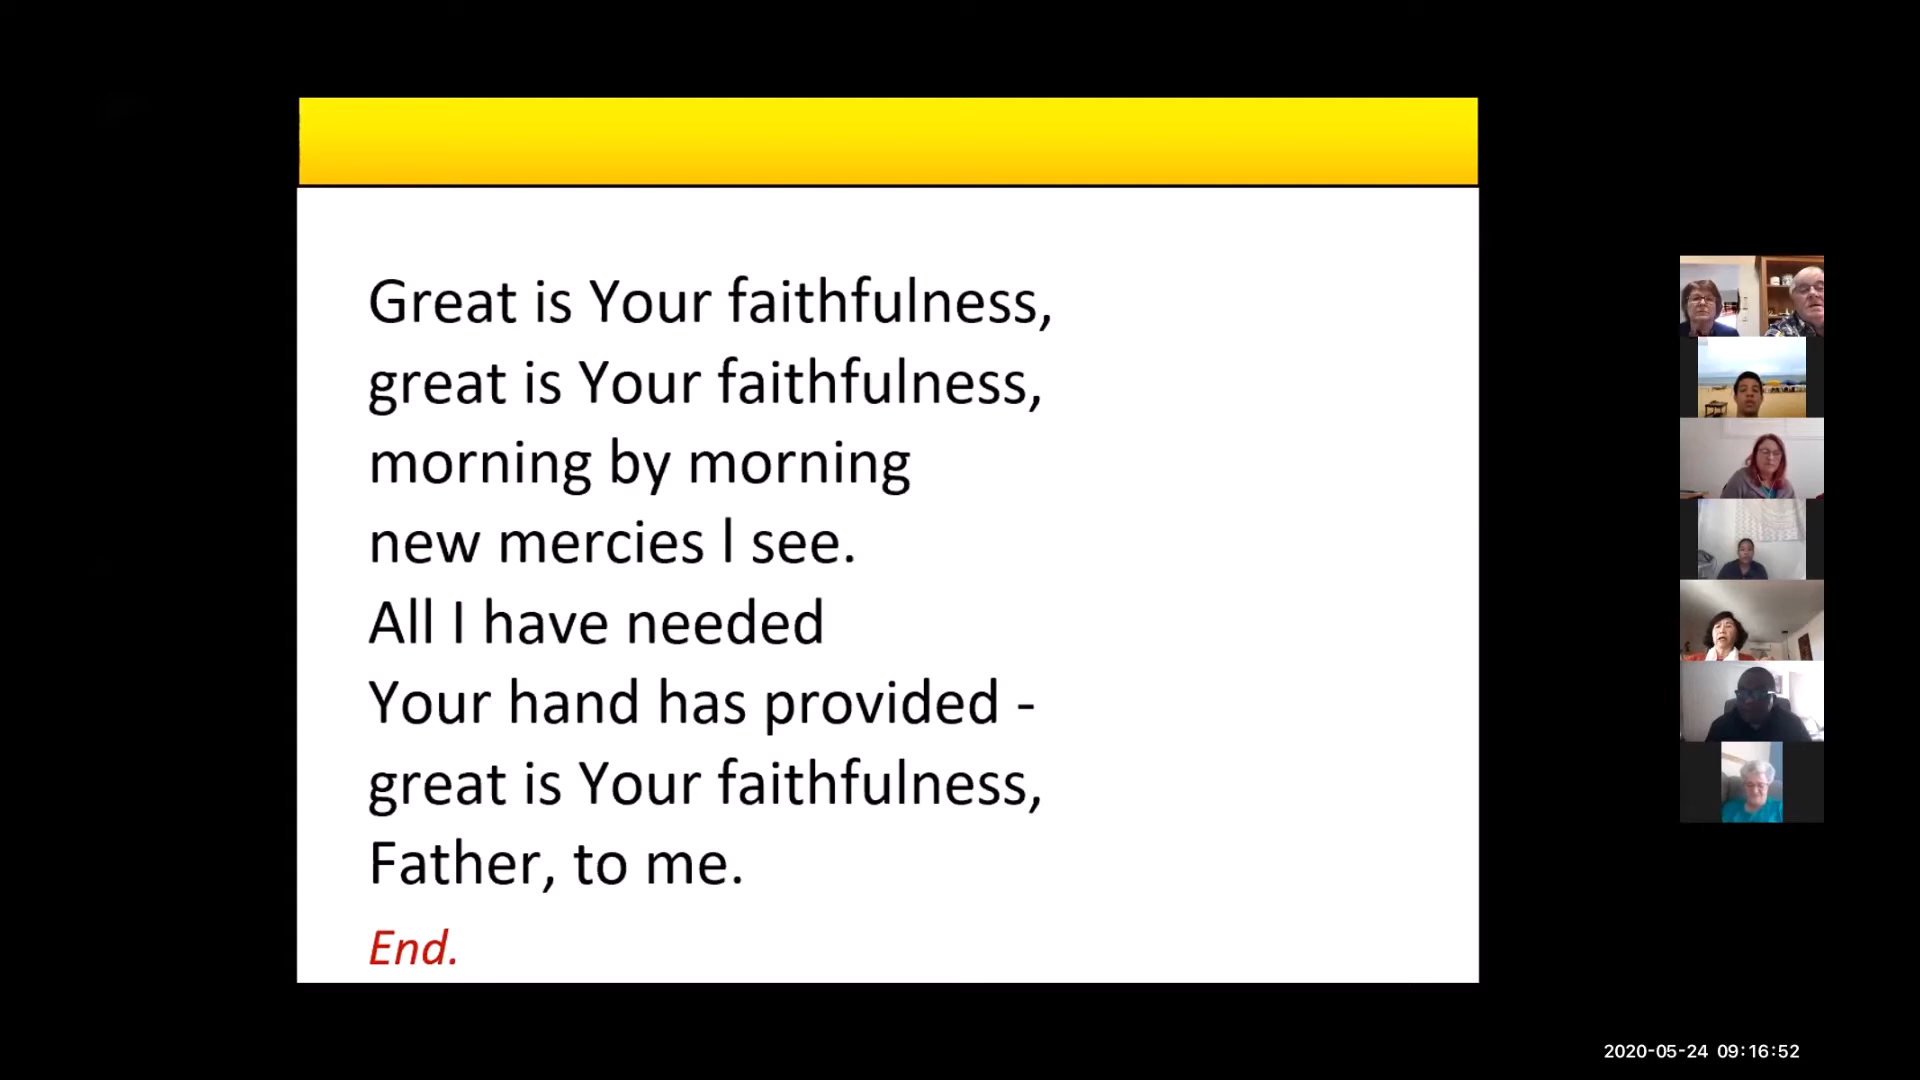 Great is Your faithfulness,
great is Your faithfulness,
morning by morning
new mercies I see.
All I have needed
Your hand has provided -
great is Your faithfulness,
Father, to me.
End.
2020-05-24 09:16:52